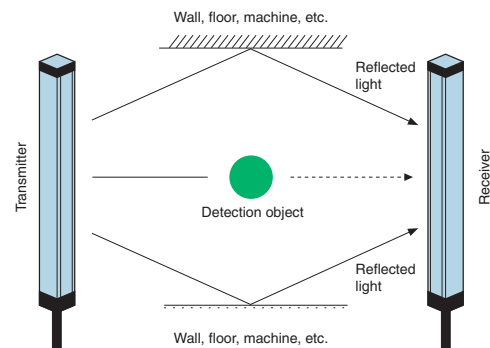 Wall, floor, machine, etc.
Reflected
light
Transmitter
Receiver
Detection object
Reflected
light
Wall, floor, machine, etc.